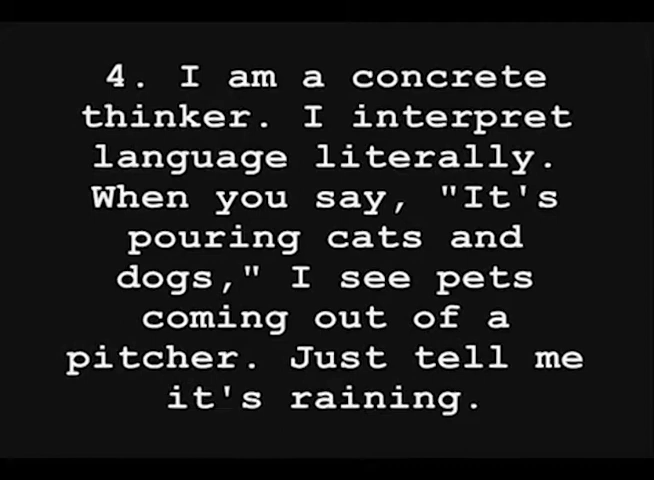 4. I am a concrete
thinker. I interpret
language literally.
When you say, "It's
pouring cats and
dogs," I see pets
coming out of a
pitcher. Just tell me
it's raining.